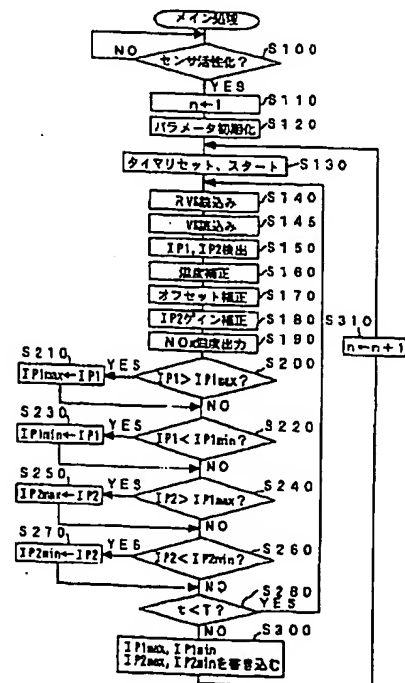 メイン処理
S100
センサ活性化?
NO
YES
n←1
S110
パラメータ初期化
S120
タイマリセット、スタート
S130
S140
読込み
S145
読込み
S150
IP1, IP2検出
S160
温度補正
S170
オフセット補正
S180
IP2ゲイン補正
S190
NOx濃度出力
S310
n←n+1
S200
IP1>IP1max?
YES
S210
IP1max←IP1
NO
S220
IP1<IP1min?
YES
S230
IP1min←IP1
NO
S240
IP2>IP1max?
YES
S250
IP2max←IP2
NO
S260
IP2<IP2min?
YES
S270
IP2min←IP2
NO
S280
t<T?
YES
NO
S300
IP1max, IP1min
IP2max, IP2minを書き込む